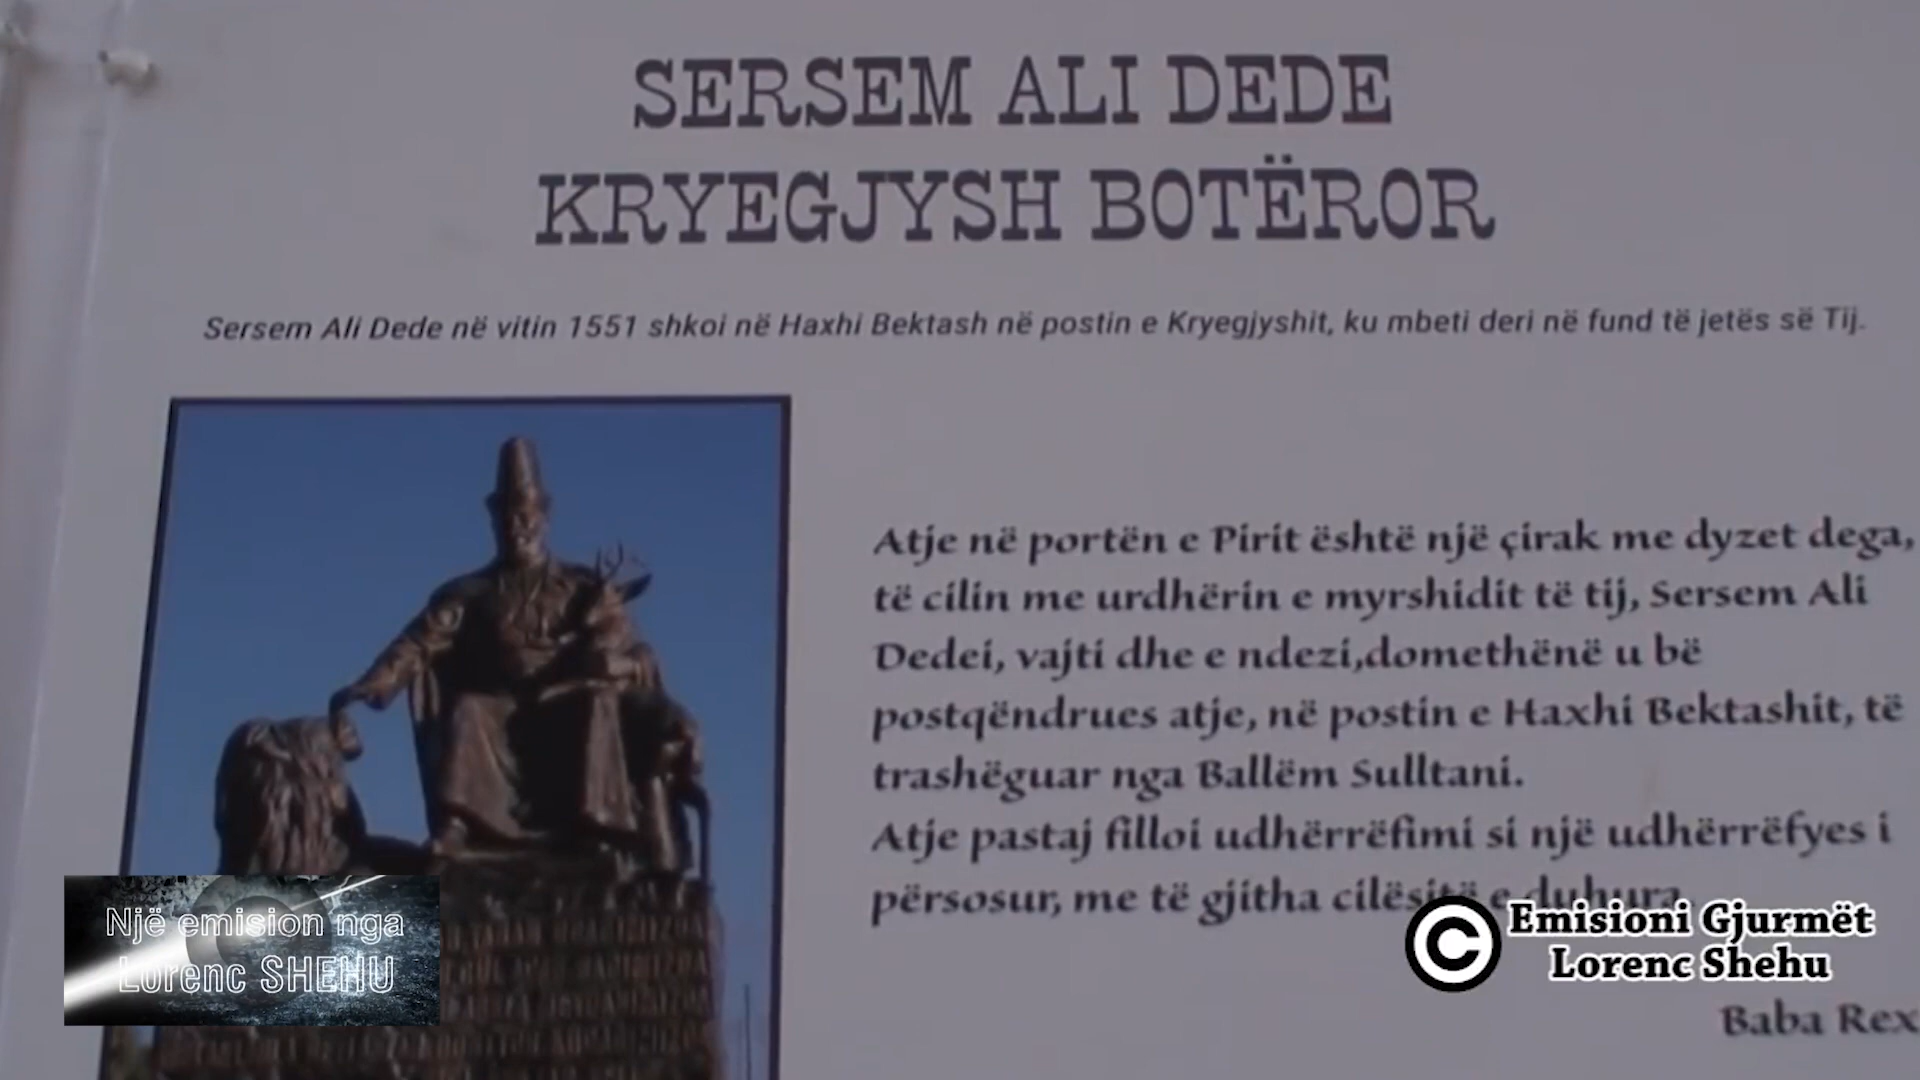 SERSEM ALI DEDE
KRYEGJYSH BOTËROR
Sersem Ali Dede në vitin 1551 shkoi në Haxhi Bektash në postin e Kryegjyshit, ku mbeti deri në fund të jetës së Tij.
Atje në portën e Pirit është një çirak me dyzet dega,
të cilin me urdhërin e myrshidit të tij, Sersem Ali
Dedei, vajti dhe e ndezi,domethënë u bë
postqëndrues atje, në postin e Haxhi Bektashit, të
trashëguar nga Ballëm Sulltani.
Atje pastaj filloi udhërrëfimi si një udhërrëfyes i
përsosur, me të gjitha cilësitë e duhura
Baba Rex
Një emision nga
Lorenc SHEHU
© Emisioni Gjurmët
Lorenc Shehu